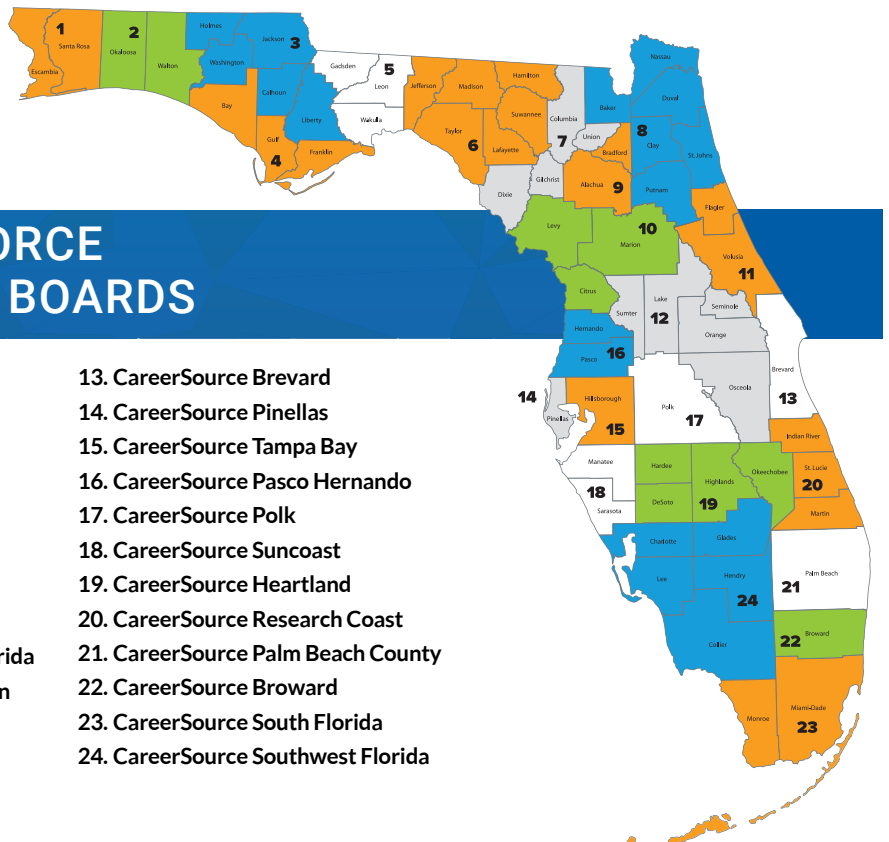 1
Santa Rosa
Escambia
2
Okaloosa
Walton
Holmes
Jackson
3
Washington
Calhoun
Bay
Liberty
Gulf
4
Franklin
Gadsden
5
Leon
Wakulla
Jefferson
Madison
Hamilton
Taylor
6
Lafayette
Suwannee
Columbia
7
Union
Dixie
Gilchrist
Bradford
Alachua
9
Nassau
Baker
Duval
8
Clay
St. Johns
Putnam
Flagler
Volusia
11
Levy
10
Marion
Citrus
ORCE
BOARDS
Sumter
Lake
12
Seminole
Orange
Osceola
Hernando
16
Pasco
14
Pinellas
Hillsborough
15
Polk
17
Brevard
13
Indian River
St. Lucie
20
Martin
Manatee
18
Sarasota
Hardee
DeSoto
Highlands
19
Okeechobee
Charlotte
Glades
Lee
Hendry
24
Collier
Palm Beach
21
22
Broward
Monroe
Miami-Dade
23
13. CareerSource Brevard
14. CareerSource Pinellas
15. CareerSource Tampa Bay
16. CareerSource Pasco Hernando
17. CareerSource Polk
18. CareerSource Suncoast
19. CareerSource Heartland
20. CareerSource Research Coast
21. CareerSource Palm Beach County
22. CareerSource Broward
23. CareerSource South Florida
24. CareerSource Southwest Florida
rida
n